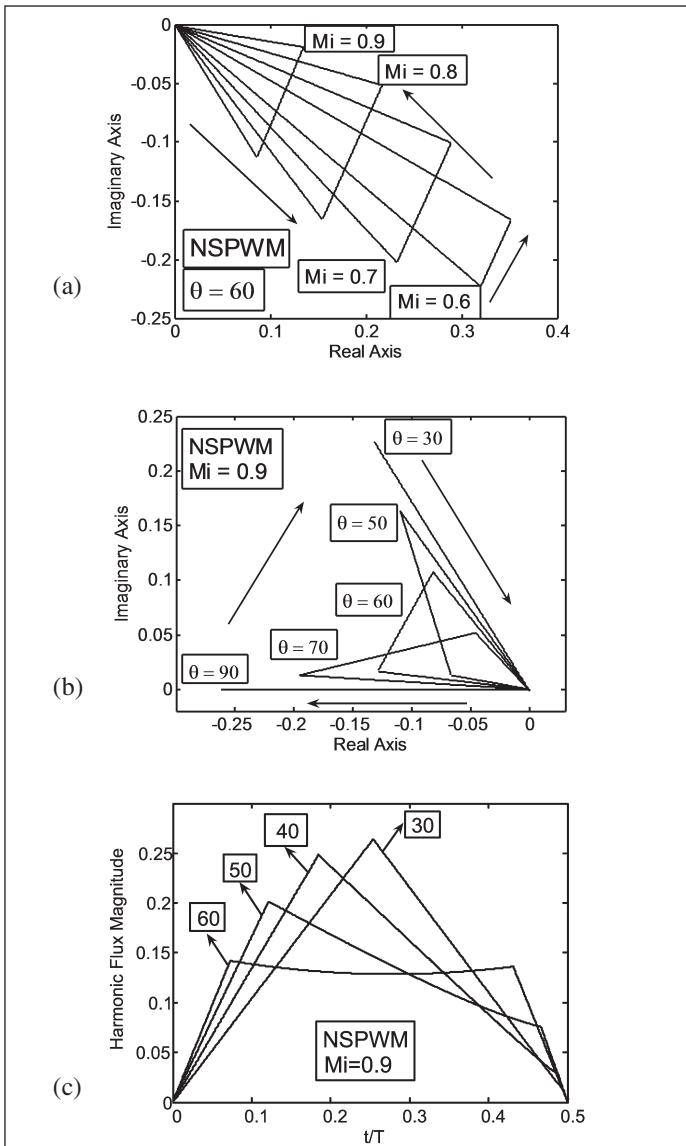 0
-0.05
-0.1
-0.15
-0.2
-0.25
Imaginary Axis
Mi = 0.9
Mi = 0.8
NSPWM
θ = 60
Mi = 0.7
Mi = 0.6
0 0.1 0.2 0.3 0.4
Real Axis
(a)
0.25
0.2
0.15
0.1
0.05
0
Imaginary Axis
NSPWM
Mi = 0.9
θ = 30
θ = 50
θ = 60
θ = 70
θ = 90
-0.25 -0.2 -0.15 -0.1 -0.05 0
Real Axis
(b)
0.25
0.2
0.15
0.1
0.05
0
Harmonic Flux Magnitude
30
40
50
60
NSPWM
Mi=0.9
0 0.1 0.2 0.3 0.4 0.5
t/T
(c)